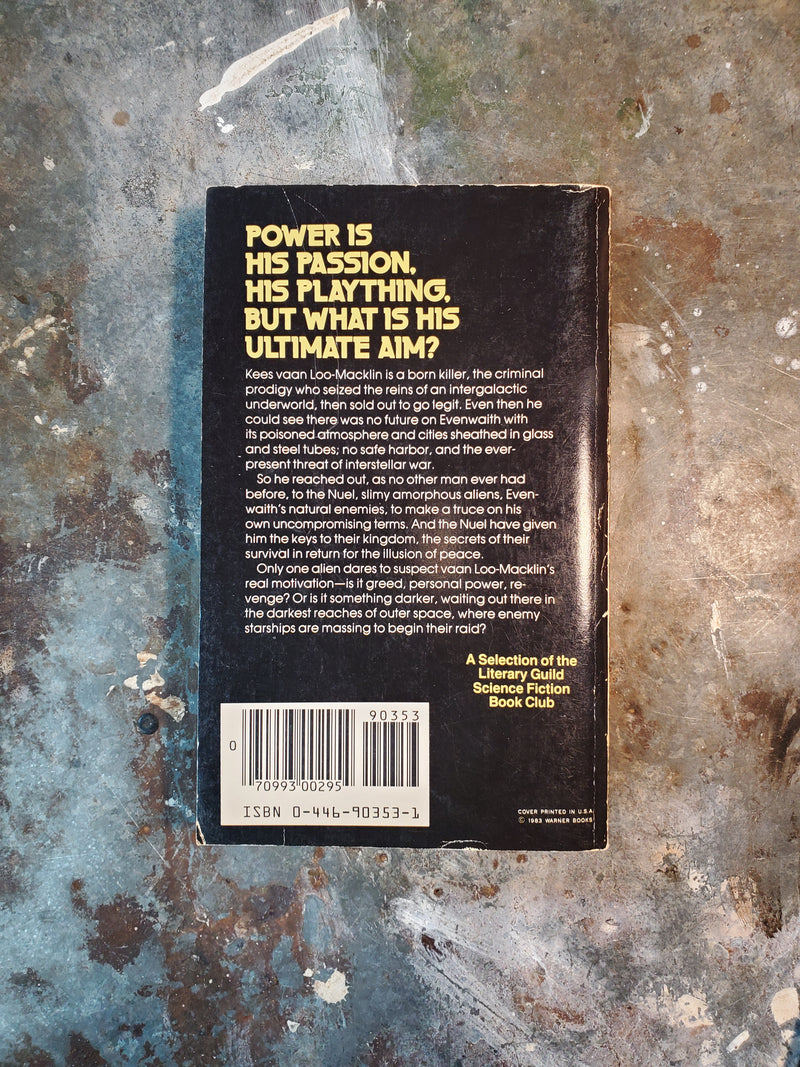 POWER IS
HIS PASSION,
HIS PLAYTHING,
BUT WHAT IS HIS
ULTIMATE AIM?
Kees vaan Loo-Macklin is a born killer, the criminal
prodigy who seized the reins of an intergalactic
underworld, then sold out to go legit. Even then he
could see there was no future on Evenwaith with
its poisoned atmosphere and cities sheathed in glass
and steel tubes; no safe harbor, and the ever-
present threat of interstellar war.
So he reached out, as no other man ever had
before, to the Nuel, slimy amorphous aliens, Even-
waith's natural enemies, to make a truce on his
own uncompromising terms. And the Nuel have given
him the keys to their kingdom, the secrets of their
survival in return for the illusion of peace.
Only one alien dares to suspect vaan Loo-Macklin's
real motivation—is it greed, personal power, re-
venge? Or is it something darker, waiting out there in
the darkest reaches of outer space, where enemy
starships are massing to begin their raid?
A Selection of the
Literary Guild
Science Fiction
Book Club
90353
0
70993 00295
ISBN 0-446-90353-1
COVER PRINTED IN U.S.A
© 1983 WARNER BOOKS